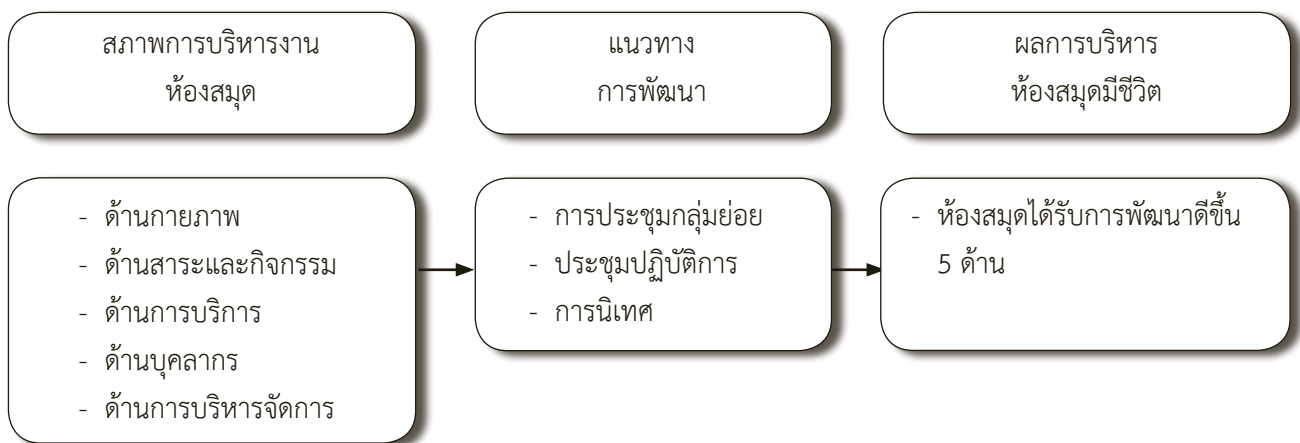 สภาพการบริหารงาน
ห้องสมุด
แนวทาง
การพัฒนา
ผลการบริหาร
ห้องสมุดมีชีวิต
- ด้านกายภาพ
- ด้านสาระและกิจกรรม
- ด้านการบริการ
- ด้านบุคลากร
- ด้านการบริหารจัดการ
- การประชุมกลุ่มย่อย
- ประชุมปฏิบัติการ
- การนิเทศ
- ห้องสมุดได้รับการพัฒนาดีขึ้น
5 ด้าน